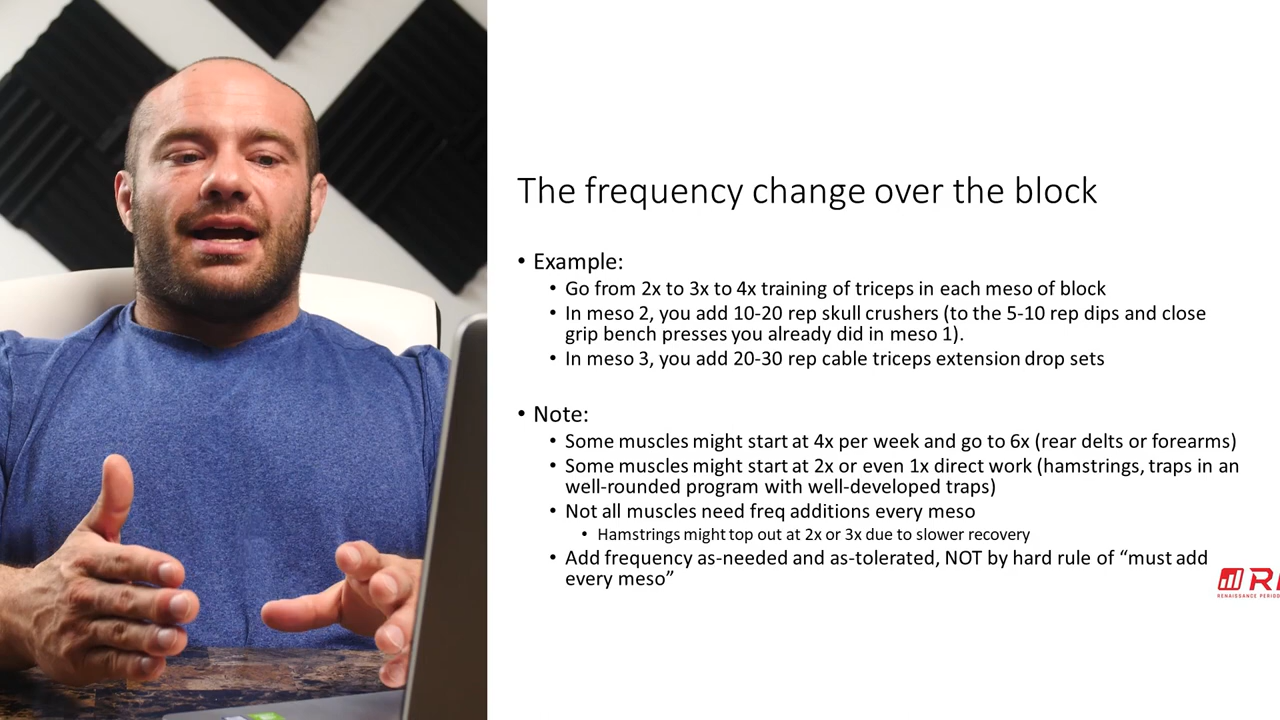 The frequency change over the block
• Example:
• Go from 2x to 3x to 4x training of triceps in each meso of block
• In meso 2, you add 10-20 rep skull crushers (to the 5-10 rep dips and close
grip bench presses you already did in meso 1).
• In meso 3, you add 20-30 rep cable triceps extension drop sets
• Note:
• Some muscles might start at 4x per week and go to 6x (rear delts or forearms)
• Some muscles might start at 2x or even 1x direct work (hamstrings, traps in an
well-rounded program with well-developed traps)
• Not all muscles need freq additions every meso
• Hamstrings might top out at 2x or 3x due to slower recovery
• Add frequency as-needed and as-tolerated, NOT by hard rule of “must add
every meso”
RENAISSANCE